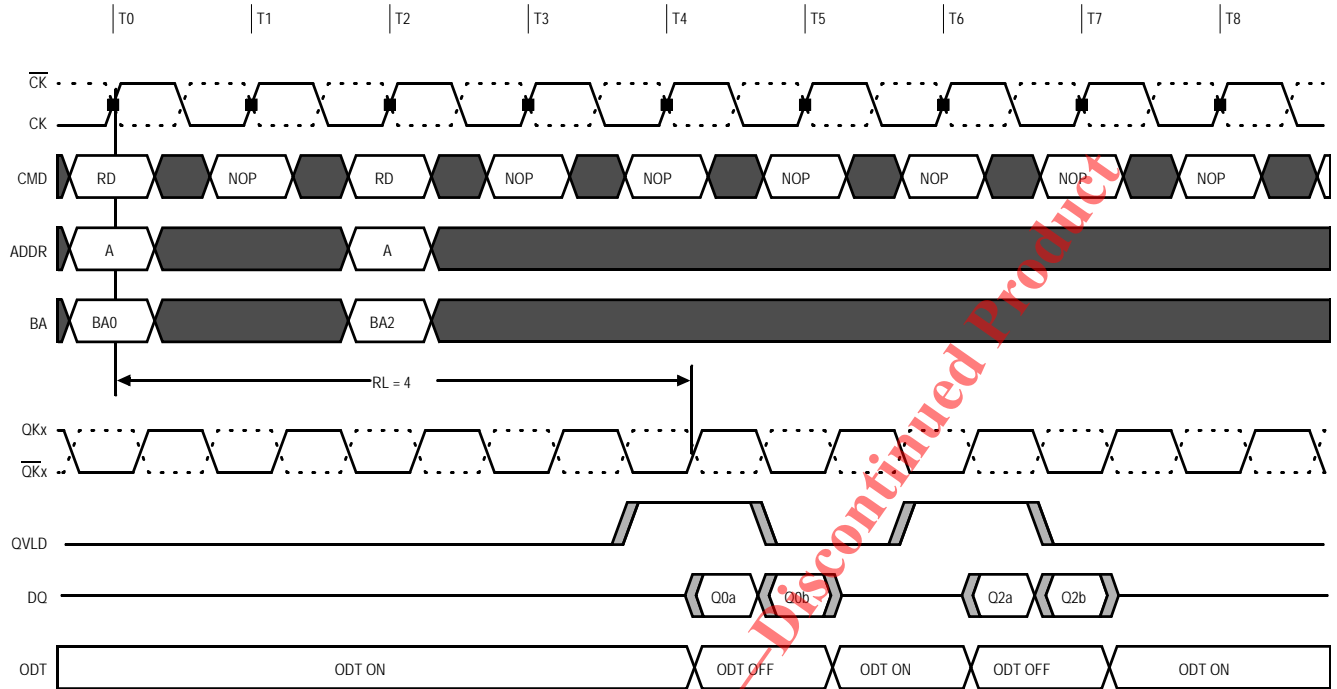 T0 T1 T2 T3 T4 T5 T6 T7 T8
CK
CK
CMD RD NOP RD NOP NOP NOP NOP NOP NOP
ADDR A A
BA BA0 BA2
RL = 4
QKx
QKx
QVLD
DQ Q0a Q0b Q2a Q2b
ODT ODT ON ODT OFF ODT ON ODT OFF ODT ON
—Discontinued Product